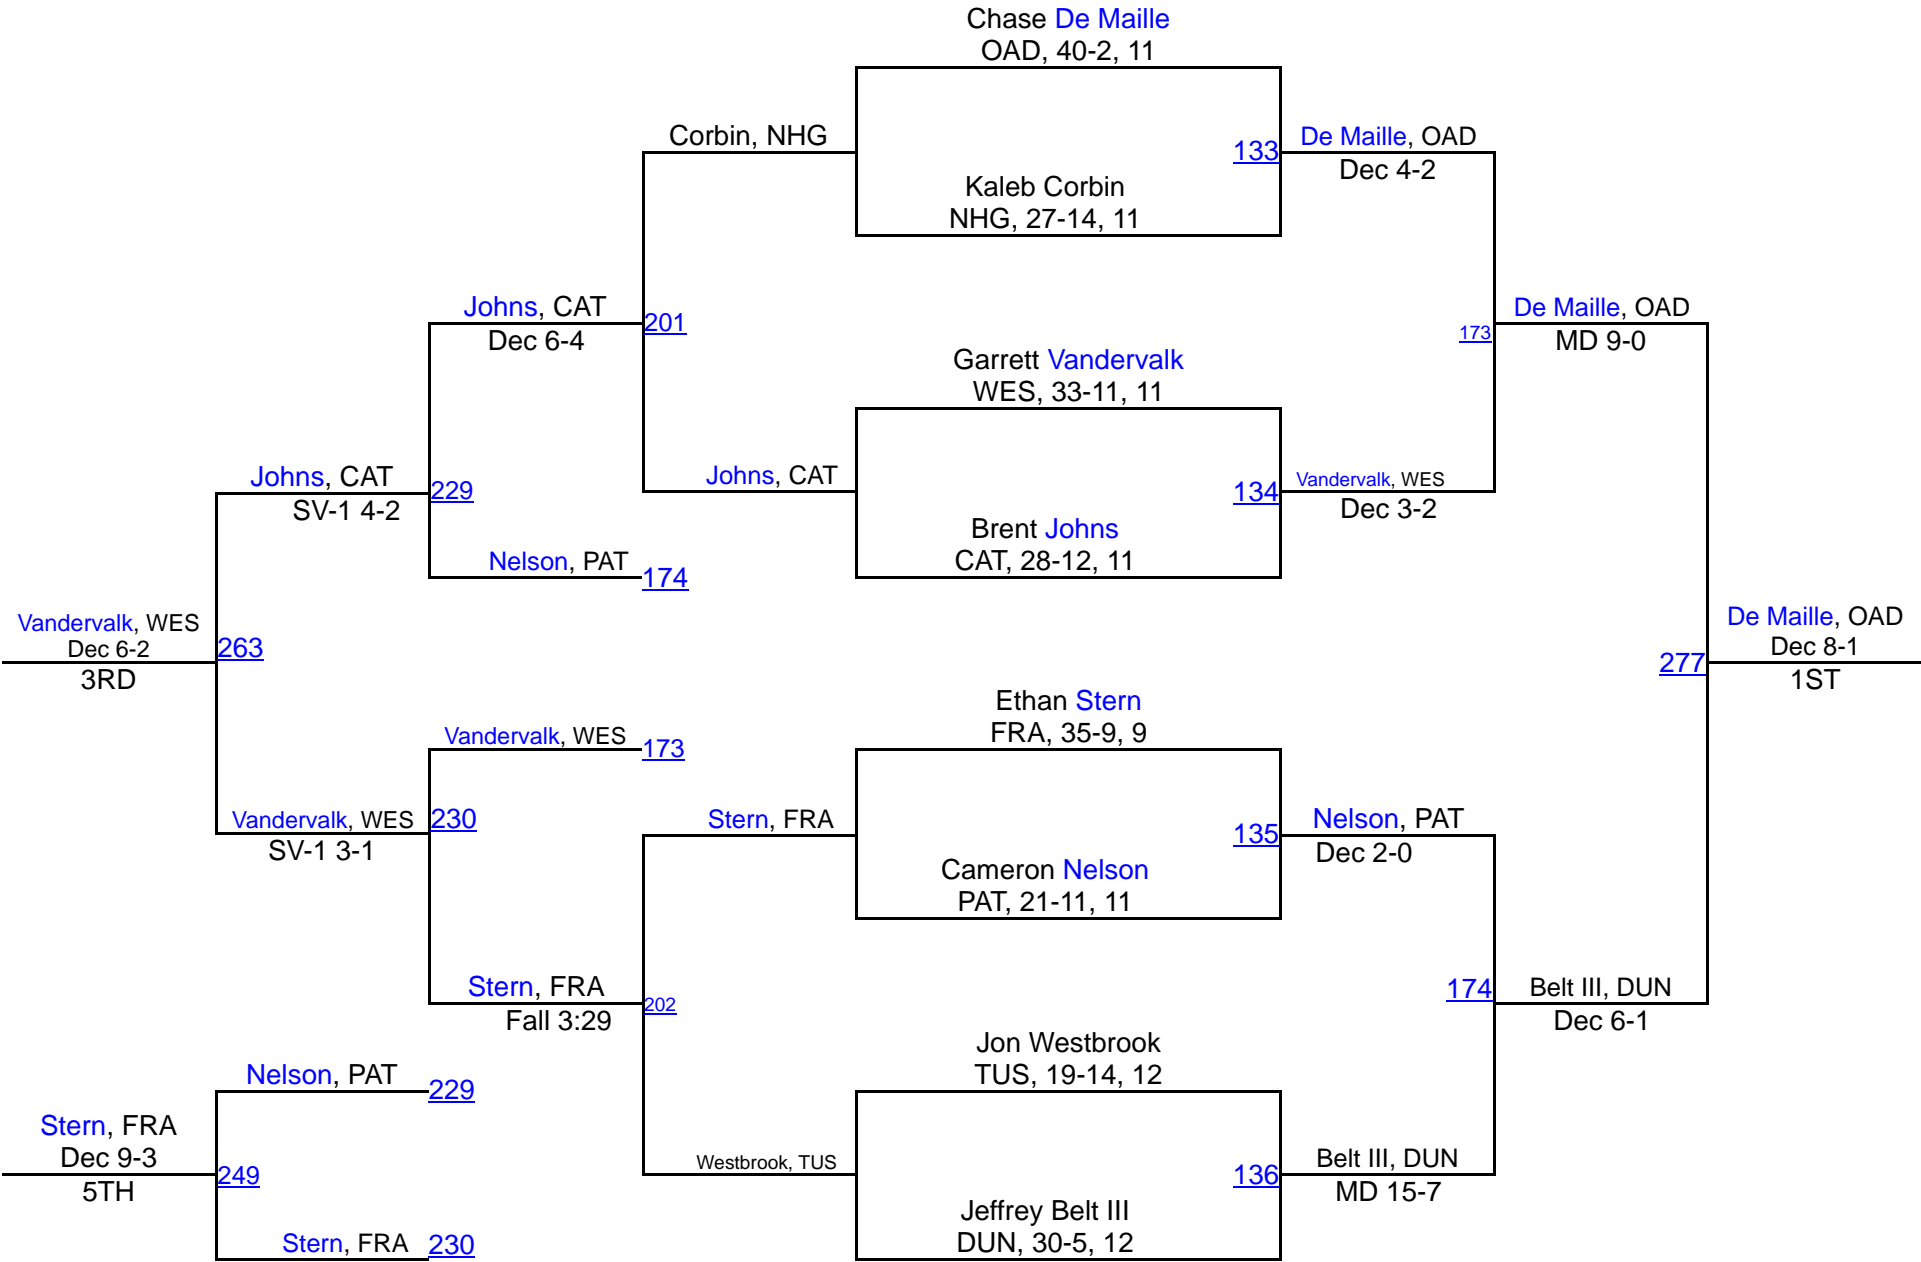 Chase De Maille
OAD, 40-2, 11
Corbin, NHG
133
De Maille, OAD
Dec 4-2
Kaleb Corbin
NHG, 27-14, 11
Johns, CAT
Dec 6-4
201
173
De Maille, OAD
MD 9-0
Garrett Vandervalk
WES, 33-11, 11
Johns, CAT
SV-1 4-2
229
Johns, CAT
134
Vandervalk, WES
Dec 3-2
Brent Johns
CAT, 28-12, 11
Nelson, PAT
174
Vandervalk, WES
Dec 6-2
3RD
263
277
De Maille, OAD
Dec 8-1
1ST
Ethan Stern
FRA, 35-9, 9
Vandervalk, WES
173
Vandervalk, WES
SV-1 3-1
230
Stern, FRA
135
Nelson, PAT
Dec 2-0
Cameron Nelson
PAT, 21-11, 11
Stern, FRA
Fall 3:29
202
174
Belt III, DUN
Dec 6-1
Jon Westbrook
TUS, 19-14, 12
Nelson, PAT
229
Stern, FRA
Dec 9-3
5TH
249
Westbrook, TUS
136
Belt III, DUN
MD 15-7
Jeffrey Belt III
DUN, 30-5, 12
Stern, FRA
230